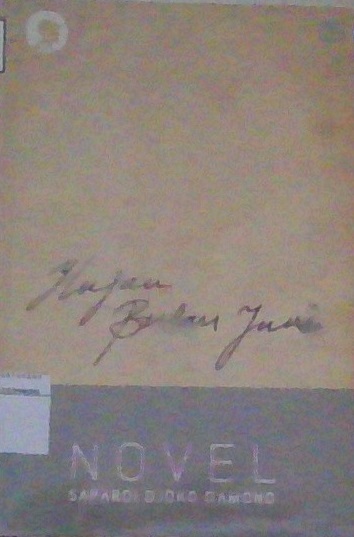 Hujan
Bulan Juni
NOVEL
SAPARDI DJOKO DAMONO